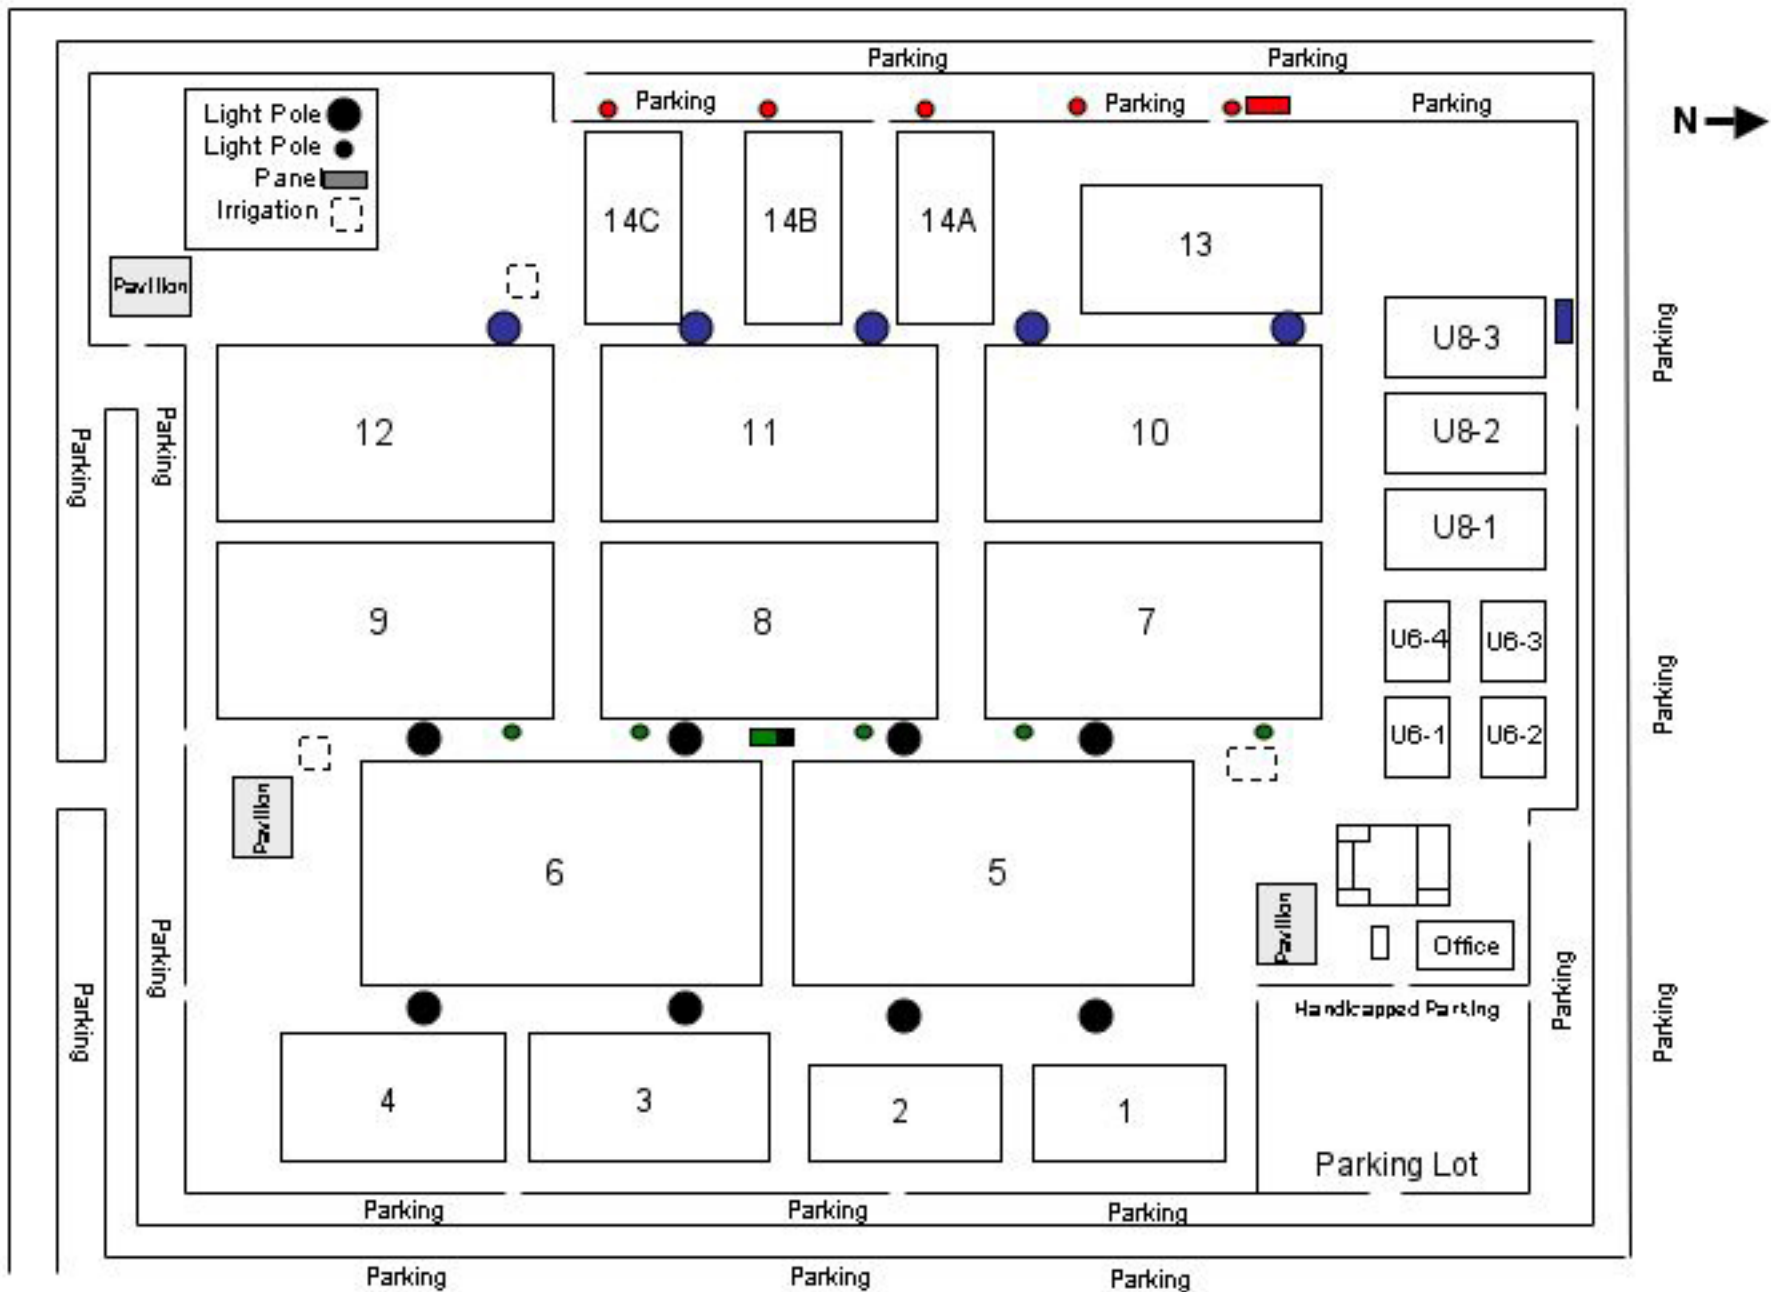 Parking Parking
Parking Parking Parking
N
Light Pole
Light Pole
Panel
Irrigation
14C 14B 14A
13
Pavilion
U8-3
Parking
12 11 10
U8-2
Parking
Parking
U8-1
9 8 7
U6-4 U6-3
Parking
U6-1 U6-2
Pavilion
6 5
Pavilion
Office
Parking
Parking
Handicapped Parking
Parking
Parking
4 3
2 1
Parking Lot
Parking Parking Parking
Parking Parking Parking